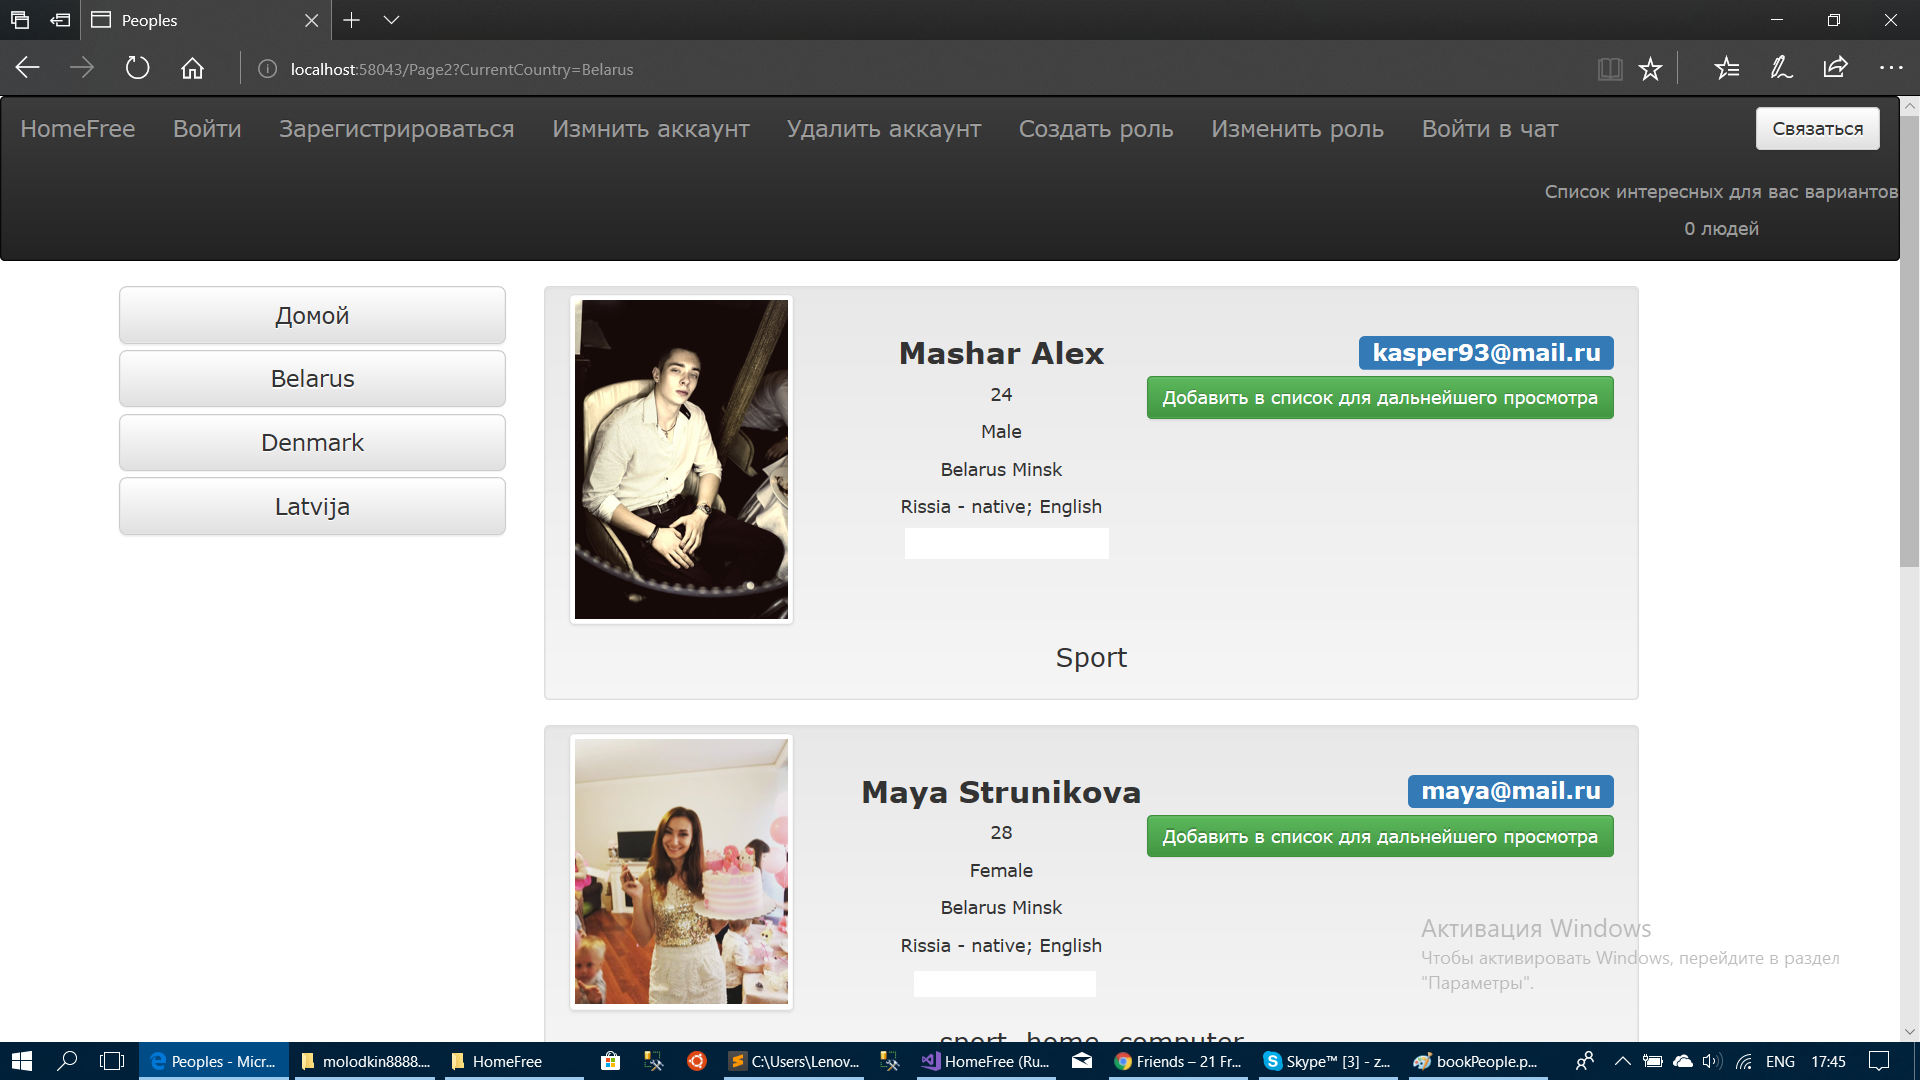 Peoples
localhost:58043/Page2?CurrentCountry=Belarus
HomeFree Войти Зарегистрироваться Измнить аккаунт Удалить аккаунт Создать роль Изменить роль Войти в чат Связаться
Список интересных для вас вариантов
0 людей
Домой
Belarus
Denmark
Latvija
Mashar Alex
24
Male
Belarus Minsk
Rissia - native; English
kasper93@mail.ru
Добавить в список для дальнейшего просмотра
Sport
Maya Strunikova
28
Female
Belarus Minsk
Rissia - native; English
maya@mail.ru
Добавить в список для дальнейшего просмотра
sport, home, computer
Активация Windows
Чтобы активировать Windows, перейдите в раздел
"Параметры".
Peoples - Micr... molodkin8888.... HomeFree C:\Users\Lenov... HomeFree (Ru... Friends – 21 Fr... Skype™ [3] - z... bookPeople.p... ENG 17:45